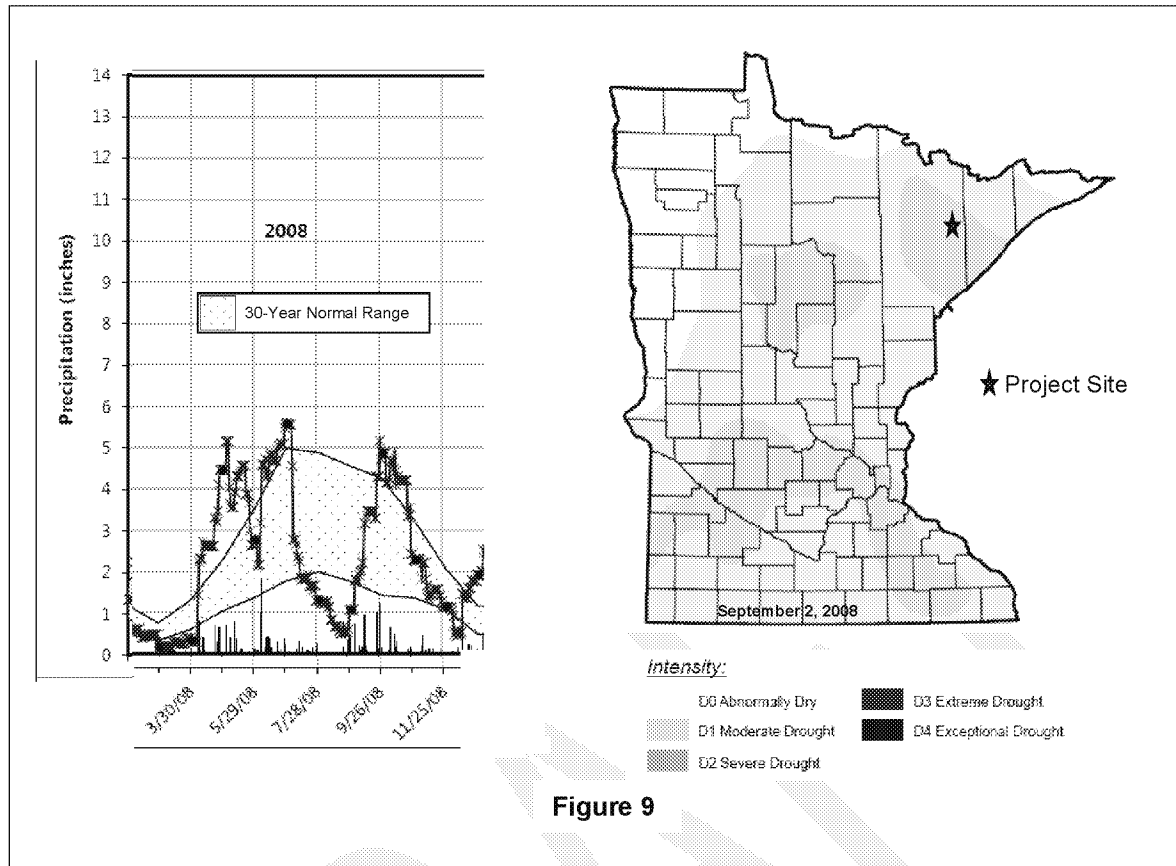 14
13
12
11
10
9
8
7
6
5
4
3
2
1
0
Precipitation (inches)
2008
30-Year Normal Range
3/30/08
5/29/08
7/28/08
9/26/08
11/25/08
Project Site
September 2, 2008
Intensity:
D0 Abnormally Dry
D1 Moderate Drought
D2 Severe Drought
D3 Extreme Drought
D4 Exceptional Drought
Figure 9